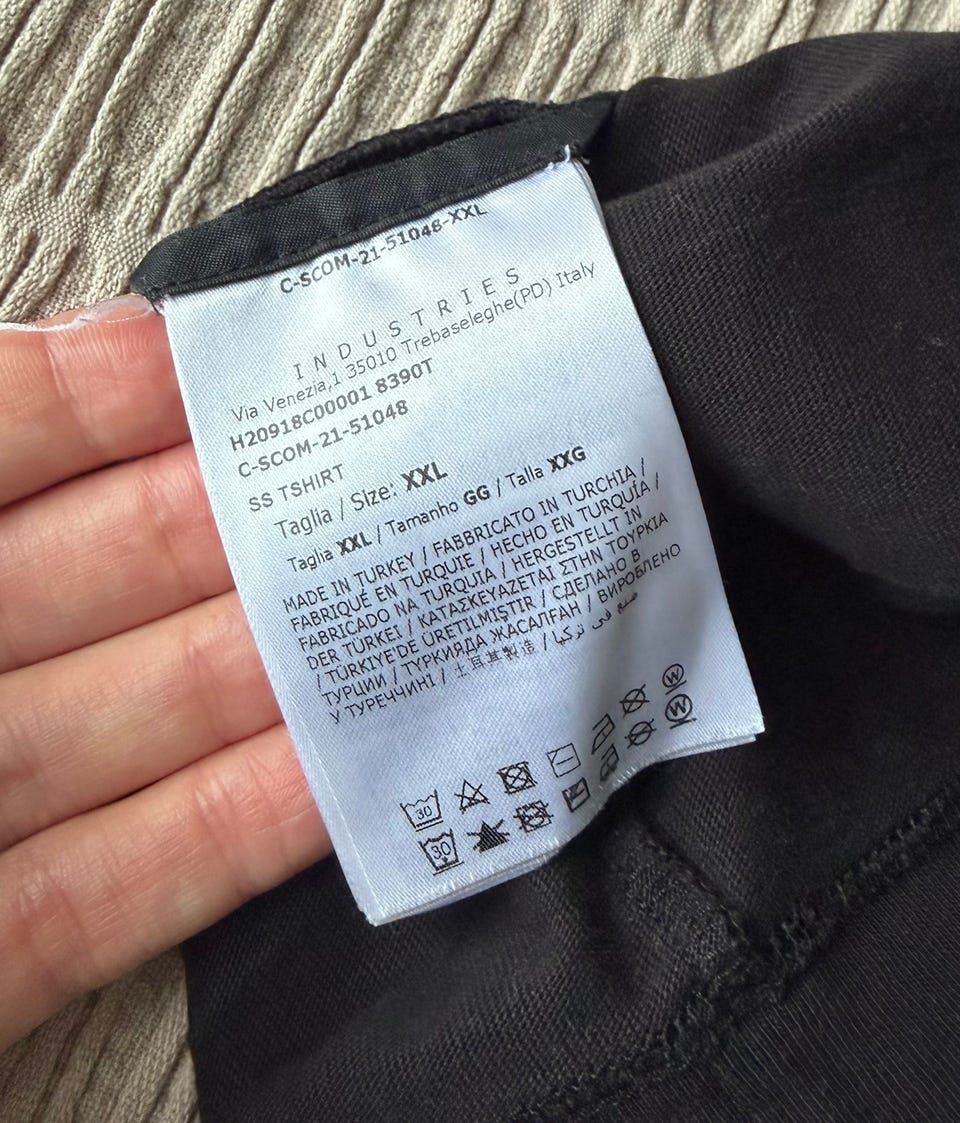 C-SCOM-21-51048-XXL
INDUSTRIES
Via Venezia,1 35010 Trebaseleghe(PD) Italy
H20918C00001 8390T
C-SCOM-21-51048
SS TSHIRT
Taglia / Size: XXL
Taglia XXL / Tamanho GG / Talla XXG
MADE IN TURKEY / FABBRICATO IN TURCHIA /
FABRIQUÉ EN TURQUIE / HECHO EN TURQUÍA /
FABRICADO NA TURQUIA / HERGESTELLT IN
DER TÜRKEI / ΚΑΤΑΣΚΕΥΑΖΕΤΑΙ ΣΤΗΝ ΤΟΥΡΚΙΑ
/ TÜRKİYE'DE ÜRETİLMİŞTİR / СДЕЛАНО В
ТУРЦИИ / ТУРКИЯДА ЖАСАЛҒАН / ВИРОБЛЕНО
У ТУРЕЧЧИНІ / 土耳其製造 / صنع في تركيا
30 W
30 W